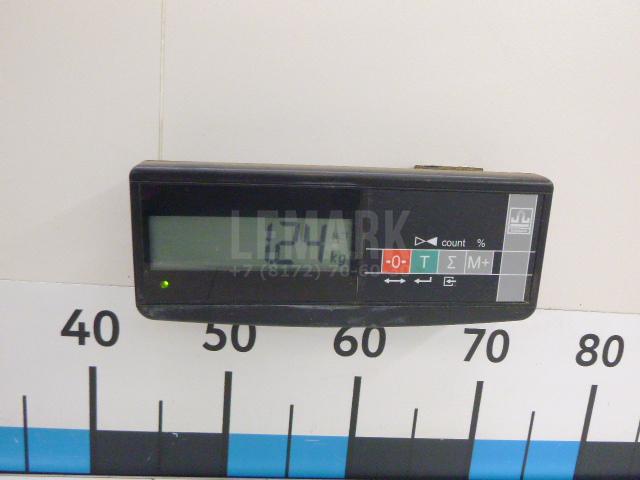 LEMARK
1.24
kg
+7 (8172) 70-60
count %
-0- T Σ M+
40 50 60 70 80